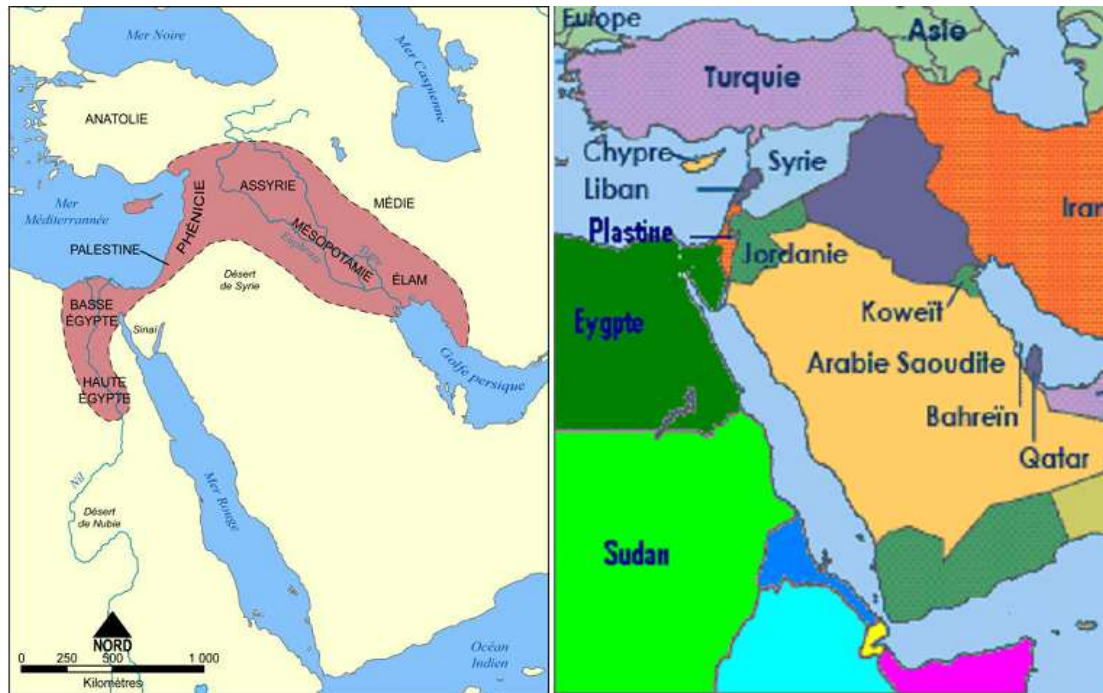 Mer Noire
Mer Caspienne
ANATOLIE
ASSYRIE
MÉDIE
PHÉNICIE
Mer
Méditerrannée
MÉSOPOTAMIE
Tigre
Euphrate
PALESTINE
ÉLAM
Désert
de Syrie
BASSE
ÉGYPTE
Sinaï
Golfe persique
HAUTE
ÉGYPTE
Nil
Mer Rouge
Désert
de Nubie
NORD
0 250 500 1 000
Kilomètres
Océan
Indien
Europe
Asie
Turquie
Chypre
Syrie
Liban
Iran
Plastine
Jordanie
Eygpte
Koweït
Arabie Saoudite
Bahreïn
Qatar
Sudan